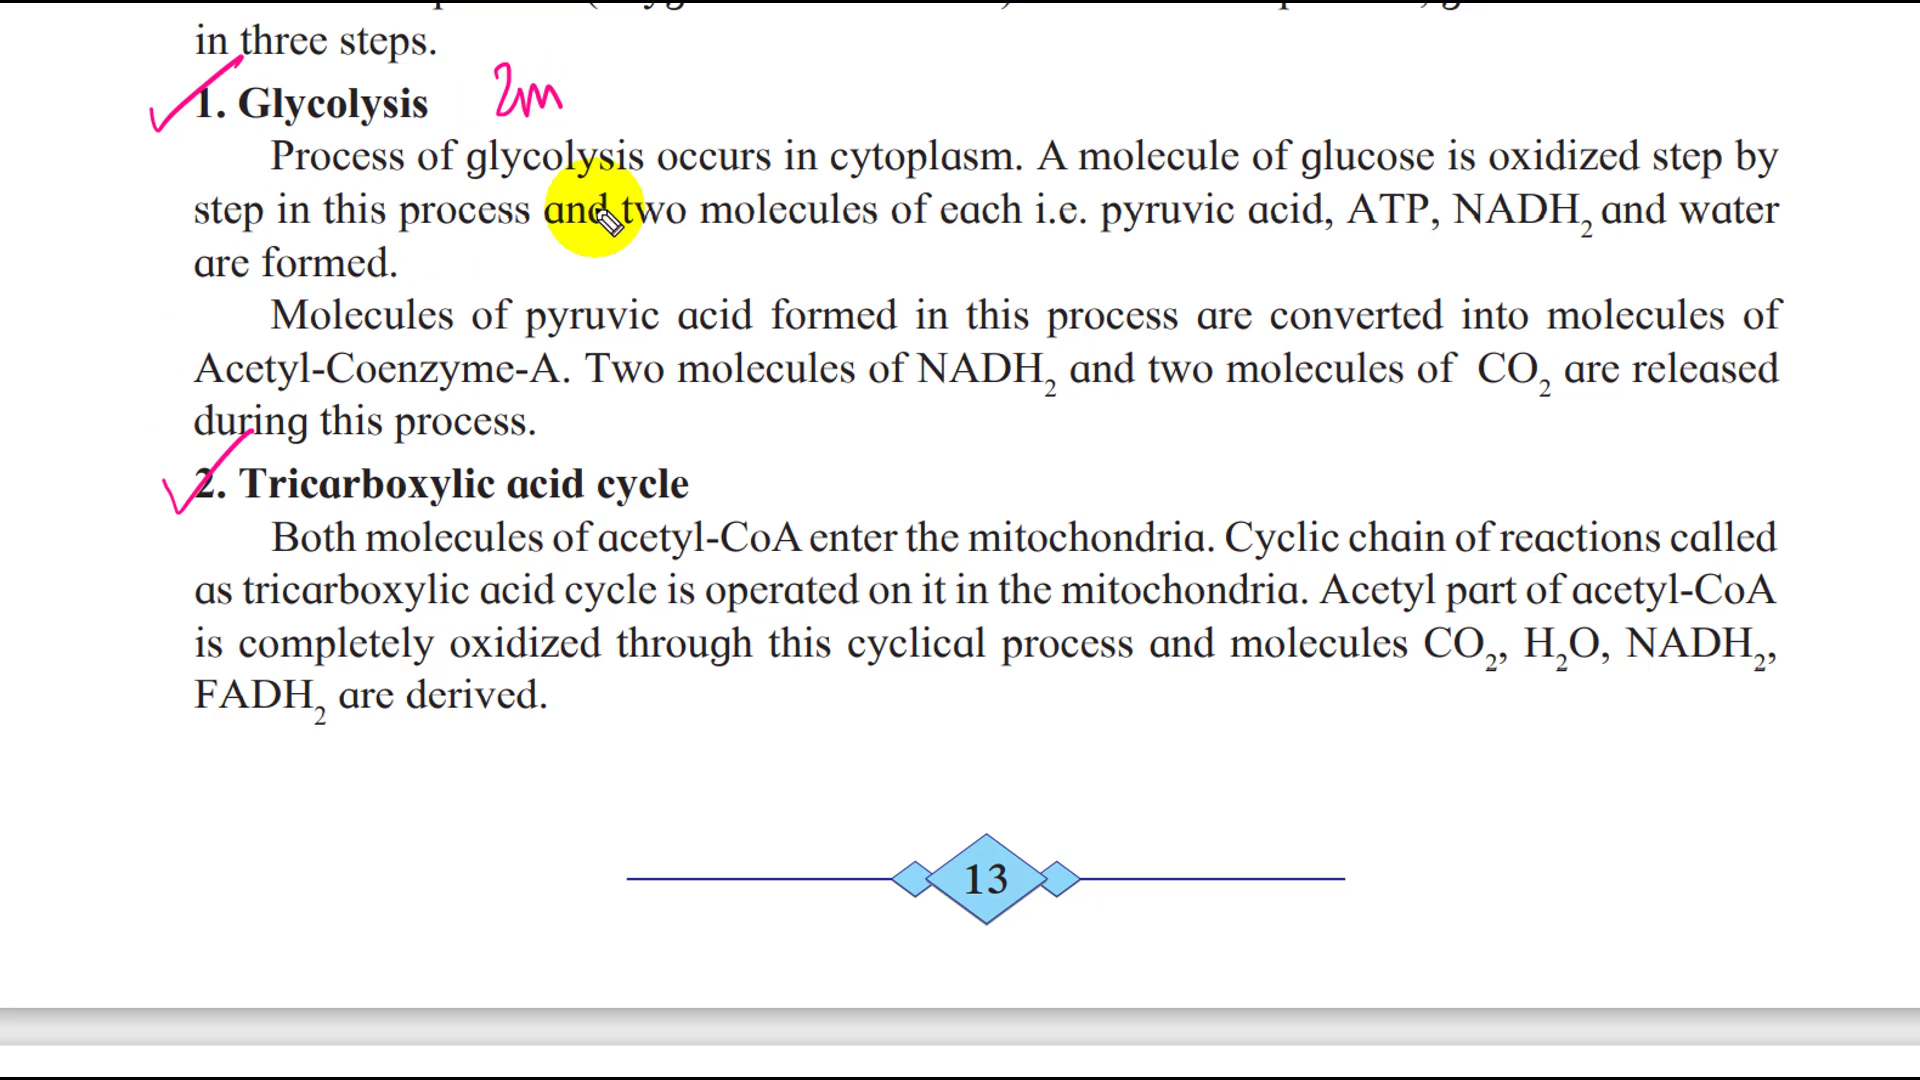 in three steps.
1. Glycolysis 2m
Process of glycolysis occurs in cytoplasm. A molecule of glucose is oxidized step by
step in this process and two molecules of each i.e. pyruvic acid, ATP, NADH₂ and water
are formed.
Molecules of pyruvic acid formed in this process are converted into molecules of
Acetyl-Coenzyme-A. Two molecules of NADH₂ and two molecules of CO₂ are released
during this process.
2. Tricarboxylic acid cycle
Both molecules of acetyl-CoA enter the mitochondria. Cyclic chain of reactions called
as tricarboxylic acid cycle is operated on it in the mitochondria. Acetyl part of acetyl-CoA
is completely oxidized through this cyclical process and molecules CO₂, H₂O, NADH₂,
FADH₂ are derived.
13